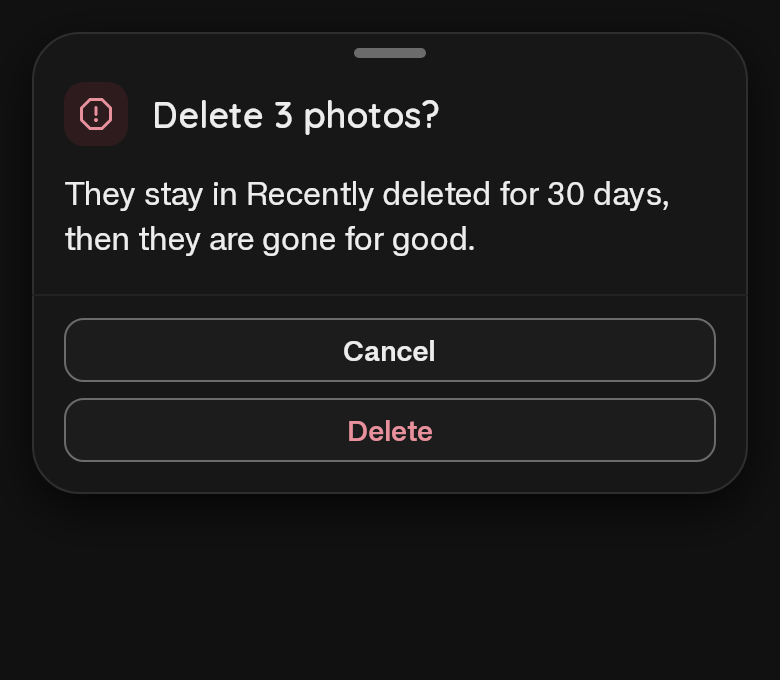 Delete 3 photos?
They stay in Recently deleted for 30 days,
then they are gone for good.
Cancel
Delete